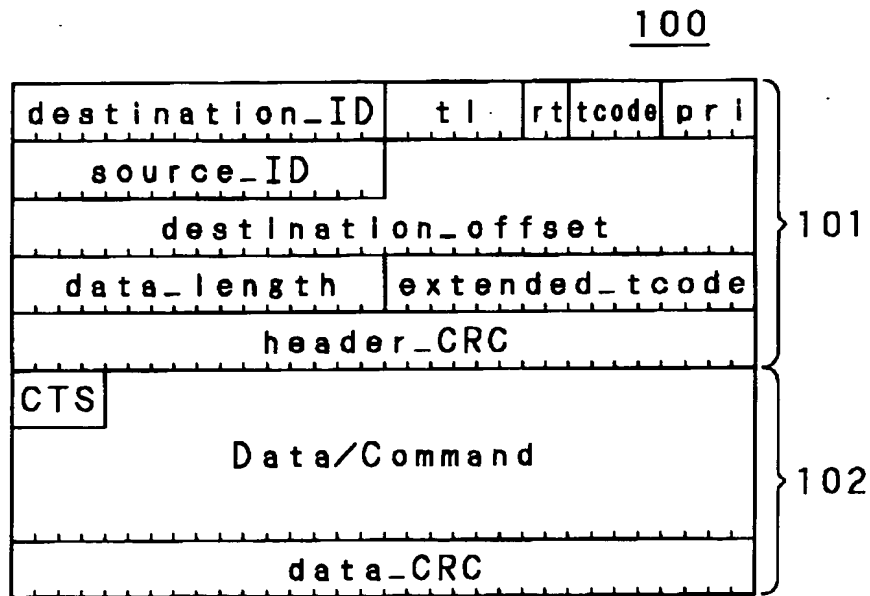 100
destination_ID tl rt tcode pri
source_ID
destination_offset
101
data_length extended_tcode
header_CRC
CTS
Data/Command
102
data_CRC